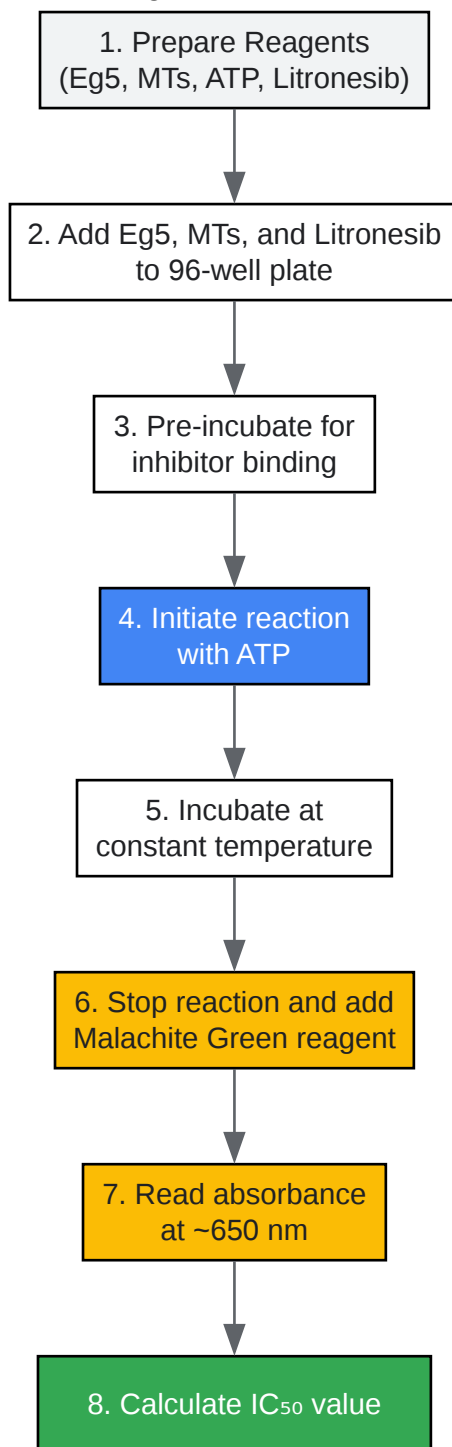 1. Prepare Reagents
(Eg5, MTs, ATP, Litronesib)
2. Add Eg5, MTs, and Litronesib
to 96-well plate
3. Pre-incubate for
inhibitor binding
4. Initiate reaction
with ATP
5. Incubate at
constant temperature
6. Stop reaction and add
Malachite Green reagent
7. Read absorbance
at ~650 nm
8. Calculate IC₅₀ value